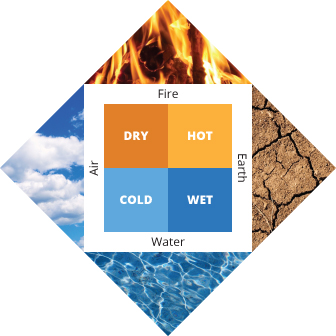 Fire
DRY HOT
Air
Earth
COLD WET
Water